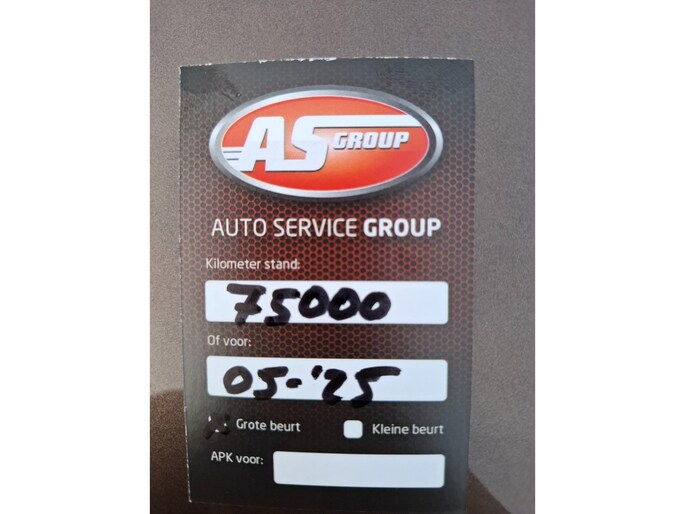 AS GROUP
AUTO SERVICE GROUP
Kilometer stand:
75000
Of voor:
05-'25
Grote beurt Kleine beurt
APK voor: